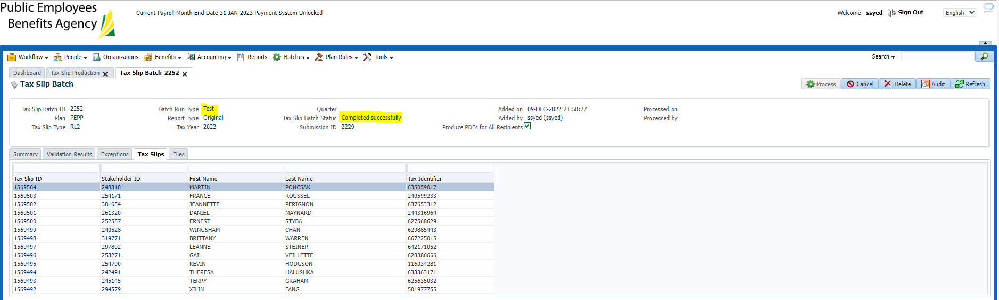 Public Employees
Benefits Agency
Current Payroll Month End Date 31-JAN-2023 Payment System Unlocked
Welcome ssyed Sign Out English
Workflow People Organizations Benefits Accounting Reports Batches Plan Rules Tools Search
Dashboard Tax Slip Production Tax Slip Batch-2252
Tax Slip Batch Process Cancel Delete Audit Refresh
Tax Slip Batch ID 2252 Batch Run Type Test Quarter Added on 09-DEC-2022 23:58:27 Processed on
Plan PEPP Report Type Original Tax Slip Batch Status Completed successfully Added by ssyed (ssyed) Processed by
Tax Slip Type RL2 Tax Year 2022 Submission ID 2229 Produce PDFs for All Recipients
Summary Validation Results Exceptions Tax Slips Files
Tax Slip ID Stakeholder ID First Name Last Name Tax Identifier
1569504 248310 MARTIN PONCSAK 635059017
1569503 254171 FRANCE ROUSSEL 240599233
1569502 301654 JEANNETTE PERIGNON 637653312
1569501 261320 DANIEL MAYNARD 244316964
1569500 252557 ERNEST STYBA 627568629
1569499 240528 WINGSHAM CHAN 629885443
1569498 319771 BRITTANY WARREN 667225015
1569497 297802 LEANNE STEINER 642171052
1569496 253271 GAIL VEILLETTE 628386666
1569495 254790 KEVIN HODGSON 116034281
1569494 242491 THERESA HALUSHKA 633363171
1569493 245145 TERRY GRAHAM 625635032
1569492 294579 XILIN FANG 501977755